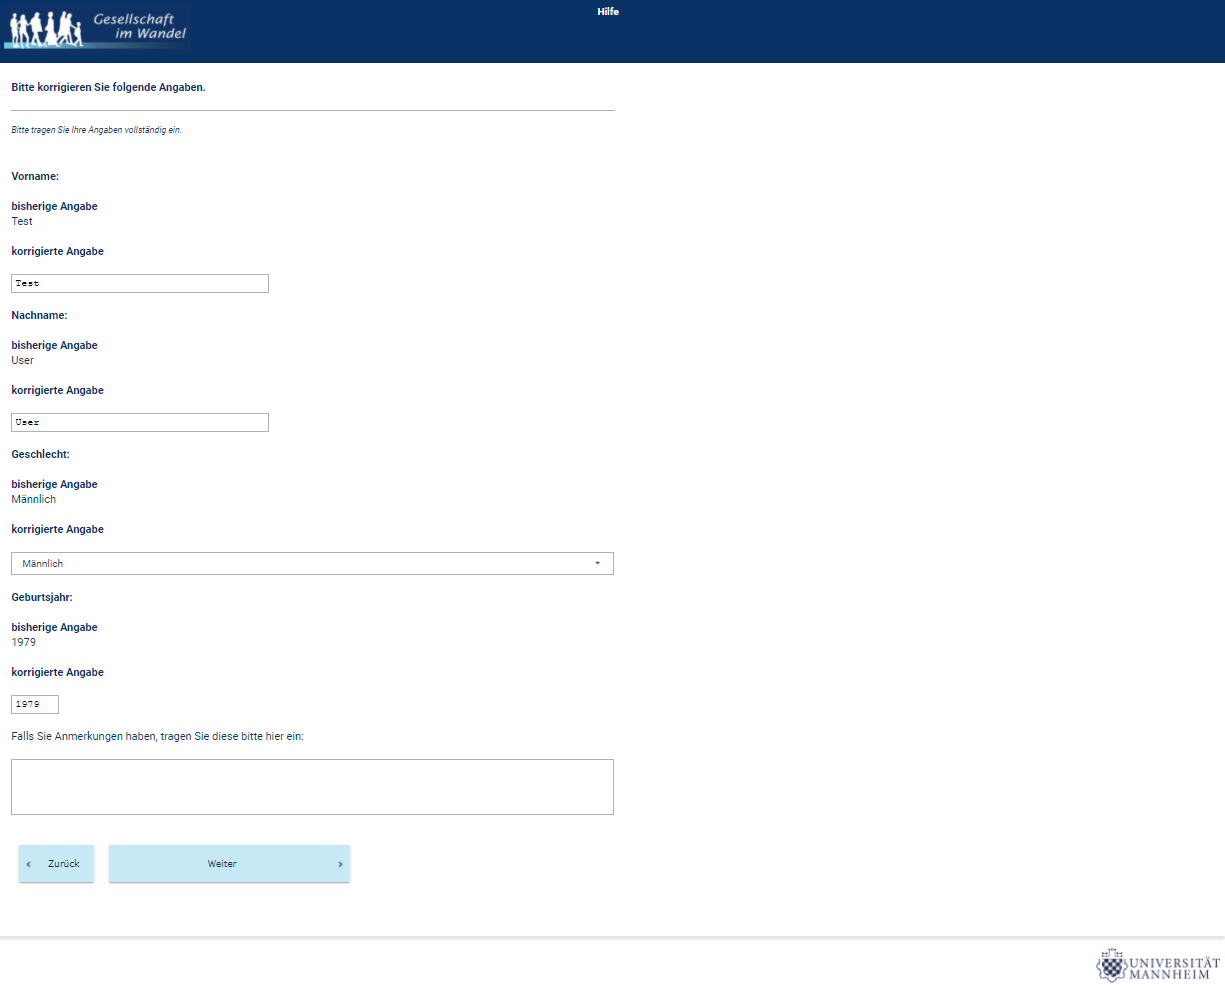 Gesellschaft
im Wandel
Hilfe
Bitte korrigieren Sie folgende Angaben.
Bitte tragen Sie Ihre Angaben vollständig ein.
Vorname:
bisherige Angabe
Test
korrigierte Angabe
Test
Nachname:
bisherige Angabe
User
korrigierte Angabe
User
Geschlecht:
bisherige Angabe
Männlich
korrigierte Angabe
Männlich
Geburtsjahr:
bisherige Angabe
1979
korrigierte Angabe
1979
Falls Sie Anmerkungen haben, tragen Sie diese bitte hier ein:
« Zurück
Weiter »
UNIVERSITÄT
MANNHEIM